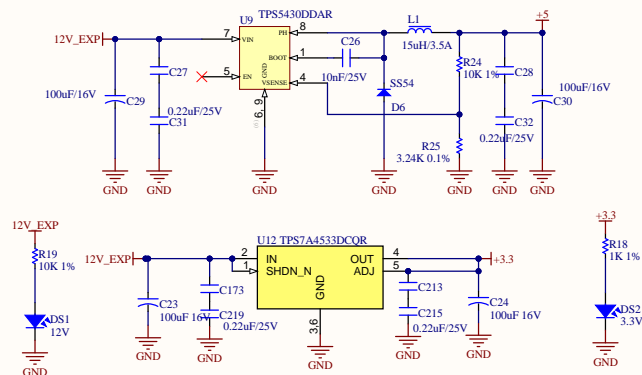 TPS5430DDAR
U9
12V_EXP
7
VIN
PH
8
BOOT
1
5
EN
GND
VSENSE
4
6, 9
C26
10nF/25V
L1
15uH/3.5A
+5
C27
0.22uF/25V
C31
100uF/16V
C29
SS54
D6
R24
10K 1%
R25
3.24K 0.1%
C28
C32
0.22uF/25V
100uF/16V
C30
GND
GND
GND
GND
GND
GND
GND
12V_EXP
R19
10K 1%
DS1
12V
GND
12V_EXP
U12 TPS7A4533DCQR
2
IN
1
SHDN_N
GND
OUT
4
ADJ
5
3,6
+3.3
C23
100uF 16V
C173
C219
0.22uF/25V
C213
C215
0.22uF/25V
C24
100uF 16V
GND
GND
GND
GND
GND
+3.3
R18
1K 1%
DS2
3.3V
GND